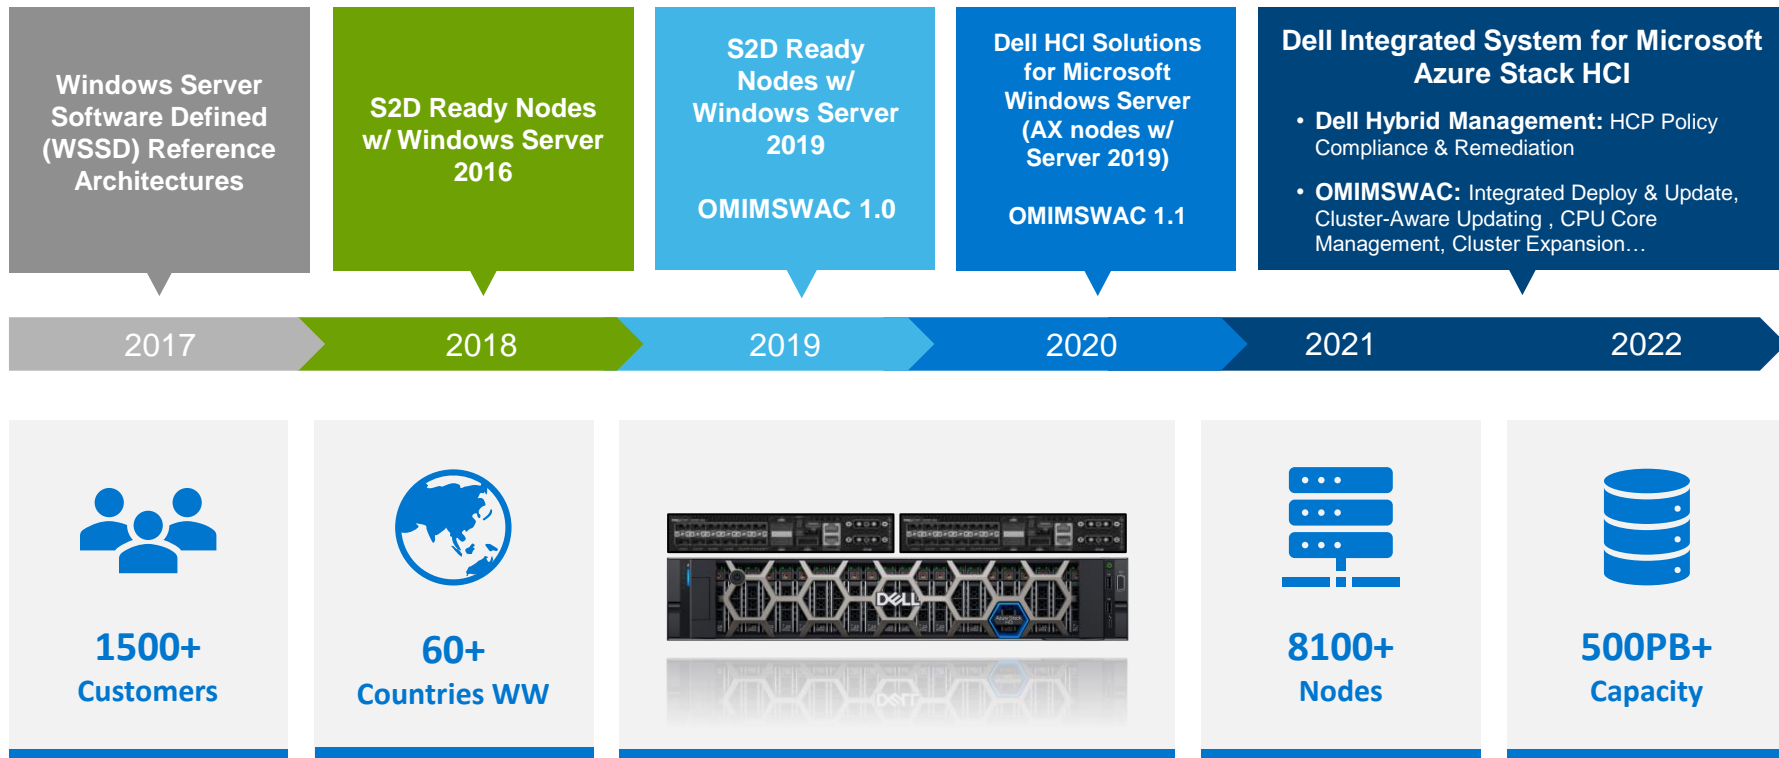 Windows Server
Software Defined
(WSSD) Reference
Architectures
S2D Ready Nodes
w/ Windows Server
2016
S2D Ready
Nodes w/
Windows Server
2019
OMIMSWAC 1.0
Dell HCI Solutions
for Microsoft
Windows Server
(AX nodes w/
Server 2019)
OMIMSWAC 1.1
Dell Integrated System for Microsoft
Azure Stack HCI
• Dell Hybrid Management: HCP Policy
Compliance & Remediation
• OMIMSWAC: Integrated Deploy & Update,
Cluster-Aware Updating , CPU Core
Management, Cluster Expansion…
2017
2018
2019
2020
2021
2022
1500+
Customers
60+
Countries WW
DELL
Azure Stack
HCI
8100+
Nodes
500PB+
Capacity